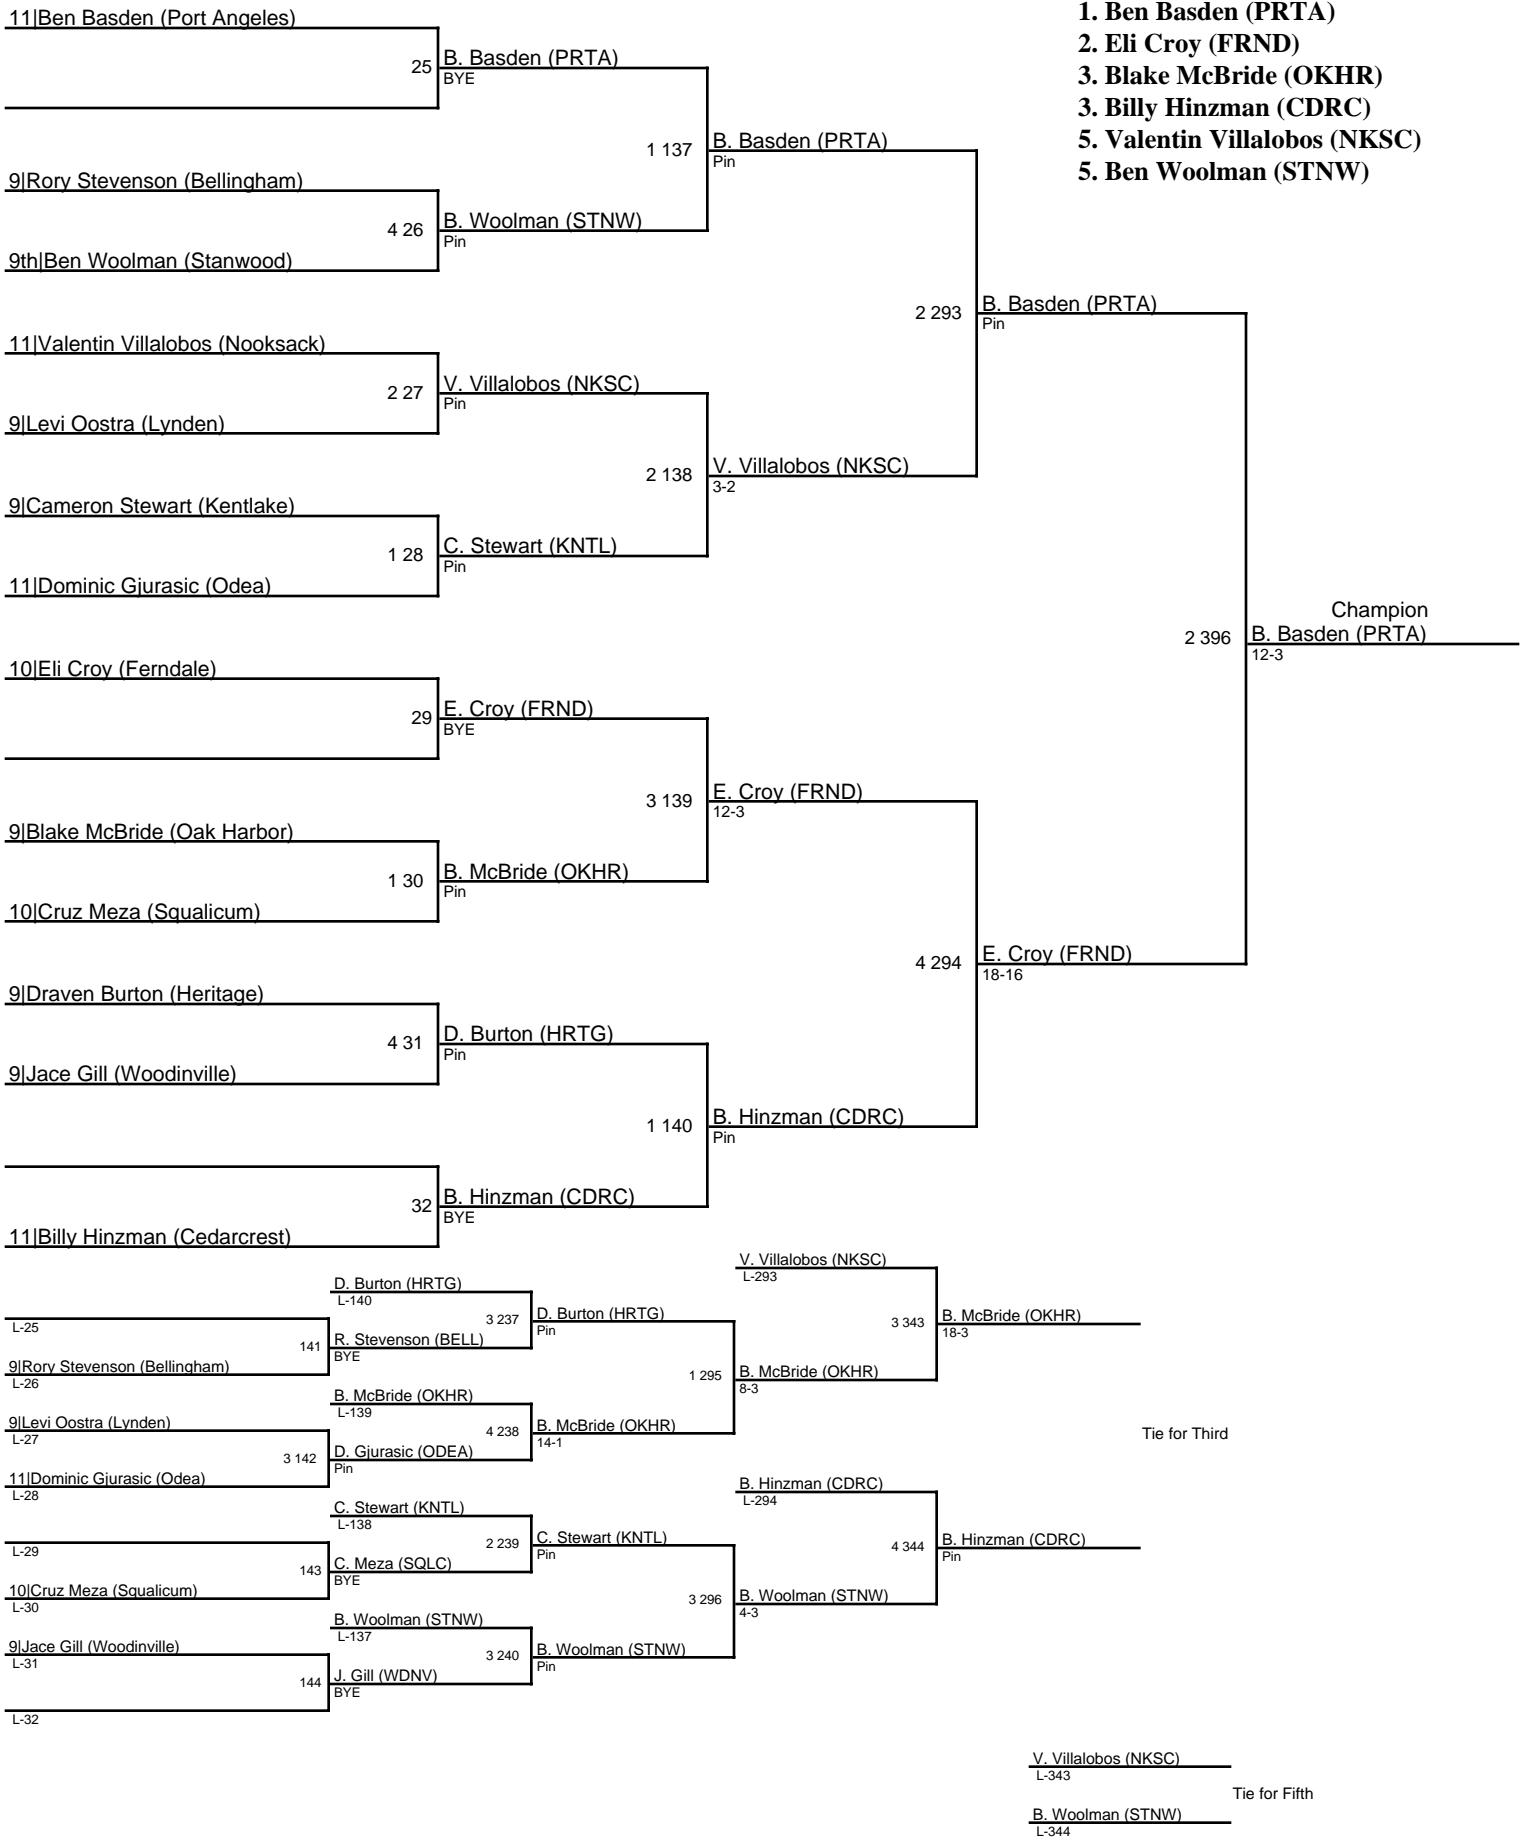 1. Ben Basden (PRTA)
2. Eli Croy (FRND)
3. Blake McBride (OKHR)
3. Billy Hinzman (CDRC)
5. Valentin Villalobos (NKSC)
5. Ben Woolman (STNW)
11|Ben Basden (Port Angeles)
25
B. Basden (PRTA)
BYE
9|Rory Stevenson (Bellingham)
4 26
B. Woolman (STNW)
Pin
9th|Ben Woolman (Stanwood)
1 137
B. Basden (PRTA)
Pin
11|Valentin Villalobos (Nooksack)
2 27
V. Villalobos (NKSC)
Pin
9|Levi Oostra (Lynden)
2 138
V. Villalobos (NKSC)
3-2
9|Cameron Stewart (Kentlake)
1 28
C. Stewart (KNTL)
Pin
11|Dominic Gjurasic (Odea)
2 293
B. Basden (PRTA)
Pin
Champion
2 396
B. Basden (PRTA)
12-3
10|Eli Croy (Ferndale)
29
E. Croy (FRND)
BYE
3 139
E. Croy (FRND)
12-3
9|Blake McBride (Oak Harbor)
1 30
B. McBride (OKHR)
Pin
10|Cruz Meza (Squalicum)
4 294
E. Croy (FRND)
18-16
9|Draven Burton (Heritage)
4 31
D. Burton (HRTG)
Pin
9|Jace Gill (Woodinville)
1 140
B. Hinzman (CDRC)
Pin
32
B. Hinzman (CDRC)
BYE
11|Billy Hinzman (Cedarcrest)
V. Villalobos (NKSC)
L-293
D. Burton (HRTG)
L-140
L-25
3 237
D. Burton (HRTG)
Pin
3 343
B. McBride (OKHR)
18-3
141
R. Stevenson (BELL)
BYE
9|Rory Stevenson (Bellingham)
L-26
1 295
B. McBride (OKHR)
8-3
B. McBride (OKHR)
L-139
9|Levi Oostra (Lynden)
L-27
4 238
B. McBride (OKHR)
14-1
Tie for Third
3 142
D. Gjurasic (ODEA)
Pin
11|Dominic Gjurasic (Odea)
L-28
B. Hinzman (CDRC)
L-294
C. Stewart (KNTL)
L-138
L-29
2 239
C. Stewart (KNTL)
Pin
4 344
B. Hinzman (CDRC)
Pin
143
C. Meza (SQLC)
BYE
10|Cruz Meza (Squalicum)
L-30
3 296
B. Woolman (STNW)
4-3
B. Woolman (STNW)
L-137
9|Jace Gill (Woodinville)
L-31
3 240
B. Woolman (STNW)
Pin
144
J. Gill (WDNV)
BYE
L-32
V. Villalobos (NKSC)
L-343
Tie for Fifth
B. Woolman (STNW)
L-344